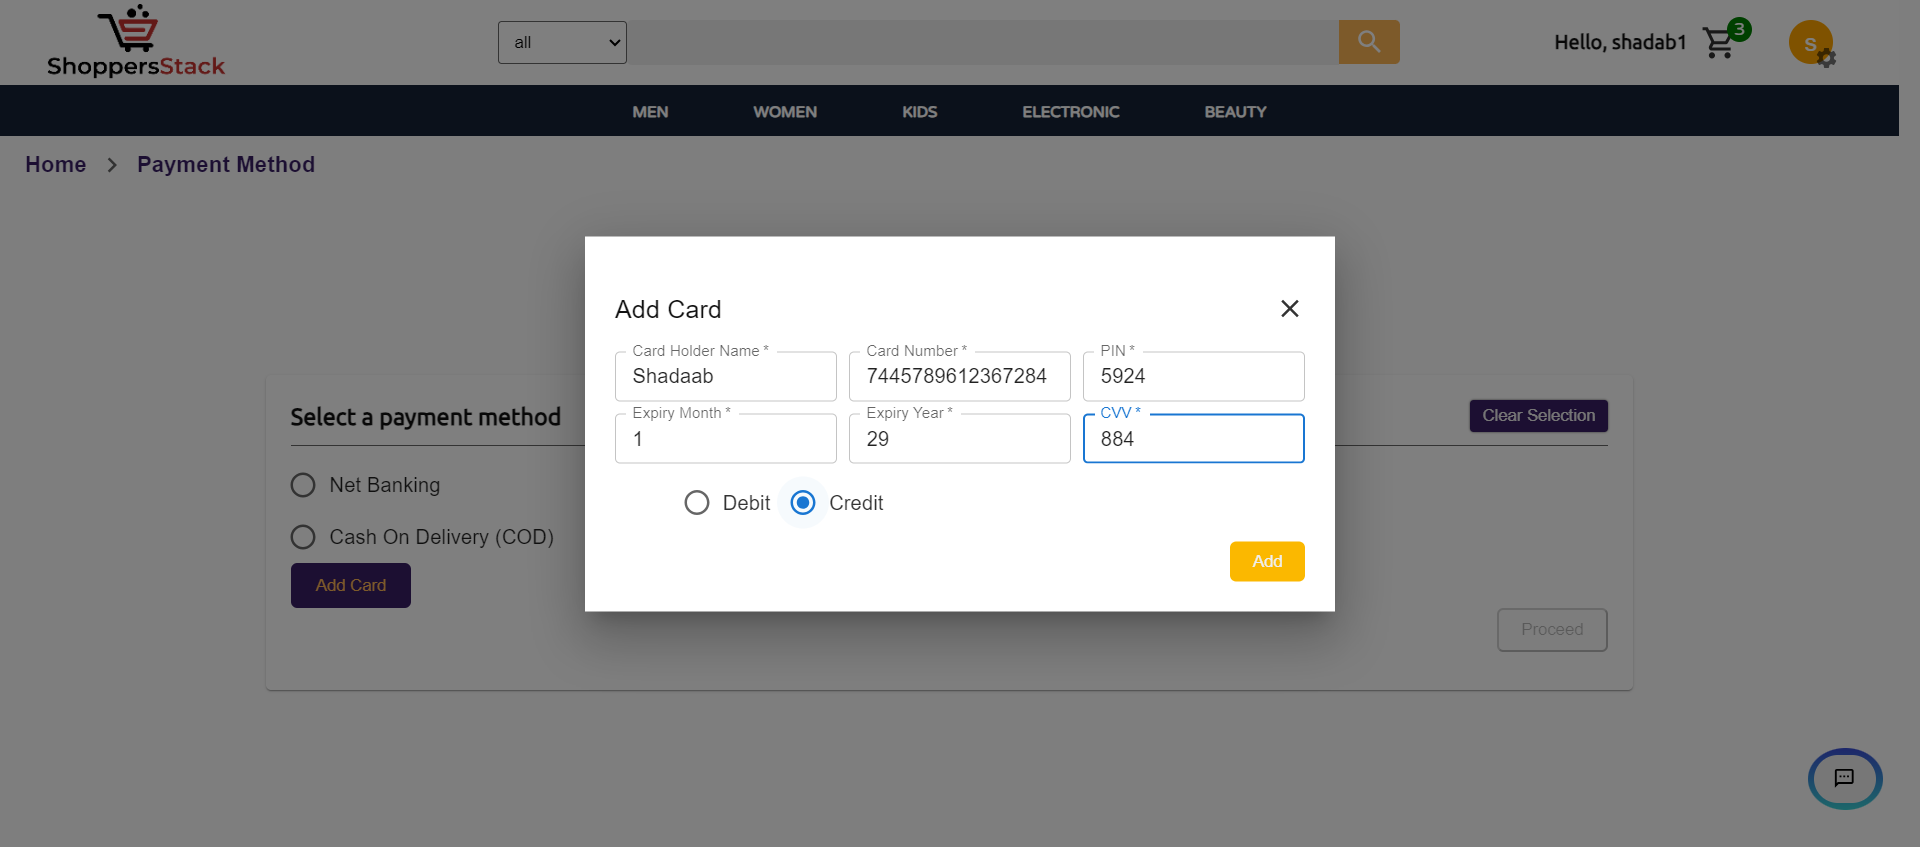 ShoppersStack
all
Hello, shadab1
3
S
MEN WOMEN KIDS ELECTRONIC BEAUTY
Home > Payment Method
Add Card
Card Holder Name *
Shadaab
Card Number *
7445789612367284
PIN *
5924
Expiry Month *
1
Expiry Year *
29
CVV *
884
Debit
Credit
Add
Select a payment method
Clear Selection
Net Banking
Cash On Delivery (COD)
Add Card
Proceed